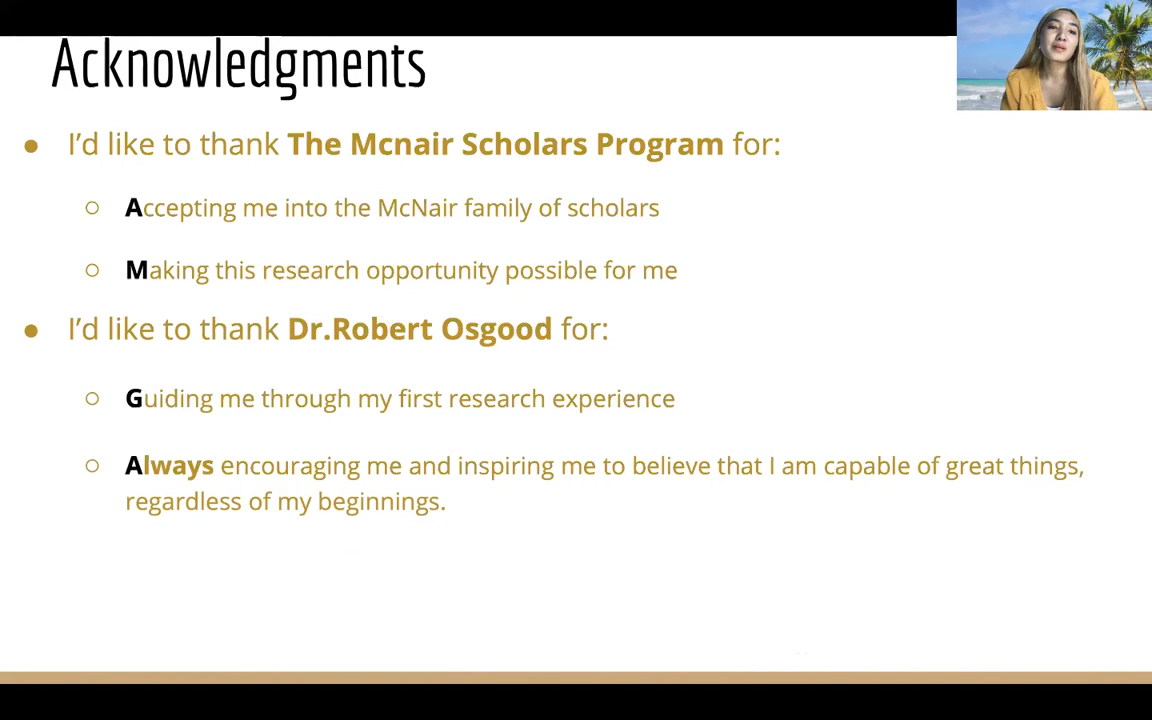 Acknowledgments
● I'd like to thank The Mcnair Scholars Program for:
○ Accepting me into the McNair family of scholars
○ Making this research opportunity possible for me
● I'd like to thank Dr.Robert Osgood for:
○ Guiding me through my first research experience
○ Always encouraging me and inspiring me to believe that I am capable of great things,
regardless of my beginnings.